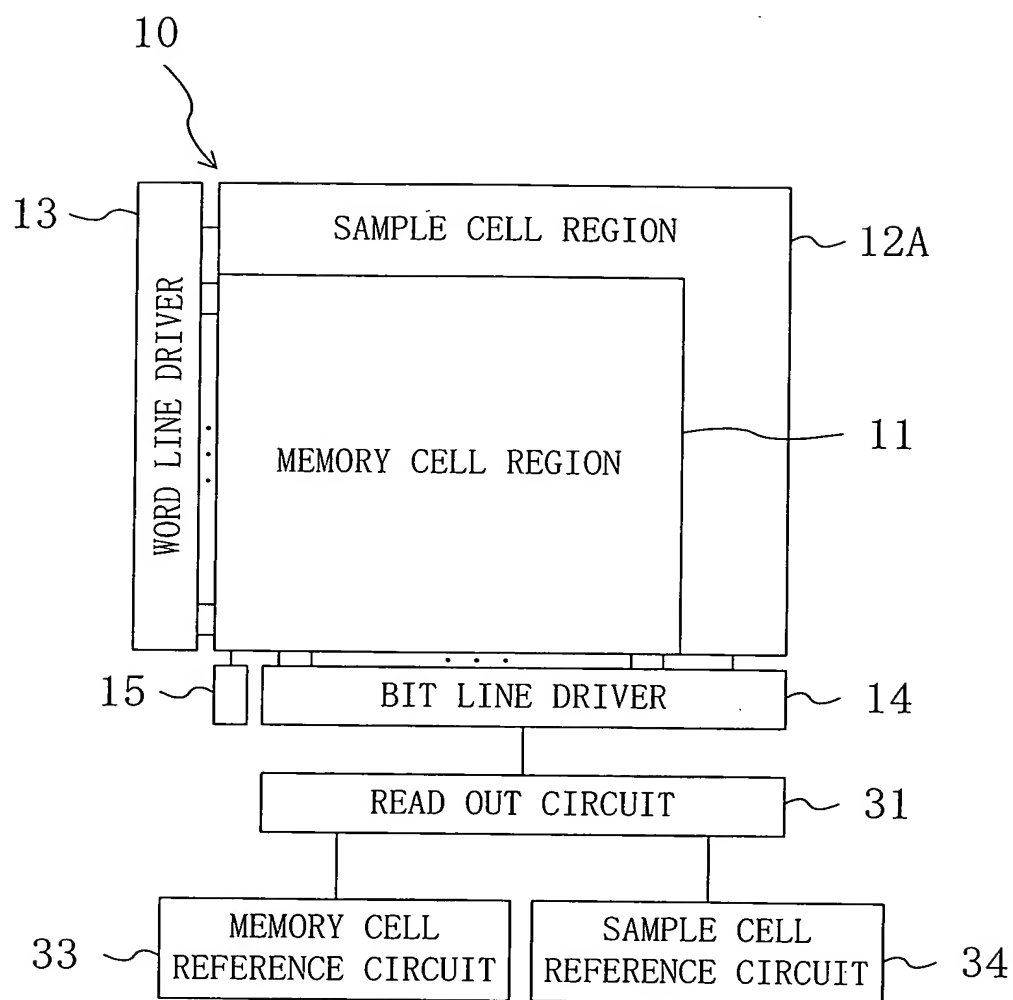 10
13
SAMPLE CELL REGION
12A
WORD LINE DRIVER
MEMORY CELL REGION
11
15
BIT LINE DRIVER
14
READ OUT CIRCUIT
31
33
MEMORY CELL
REFERENCE CIRCUIT
SAMPLE CELL
REFERENCE CIRCUIT
34